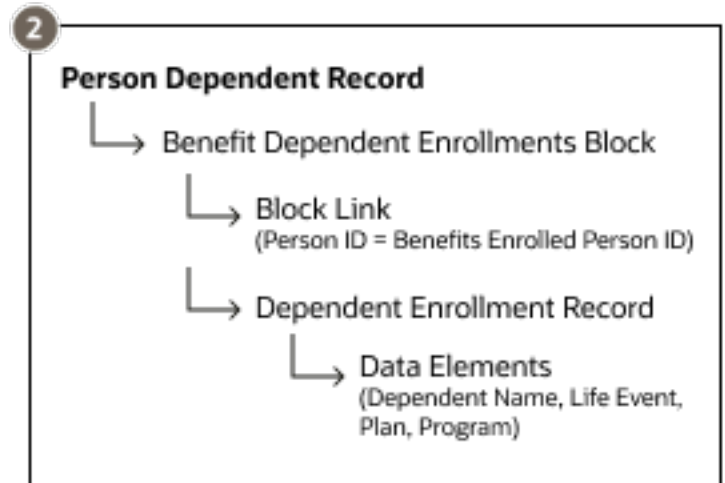 2
Person Dependent Record
Benefit Dependent Enrollments Block
Block Link
(Person ID = Benefits Enrolled Person ID)
Dependent Enrollment Record
Data Elements
(Dependent Name, Life Event,
Plan, Program)